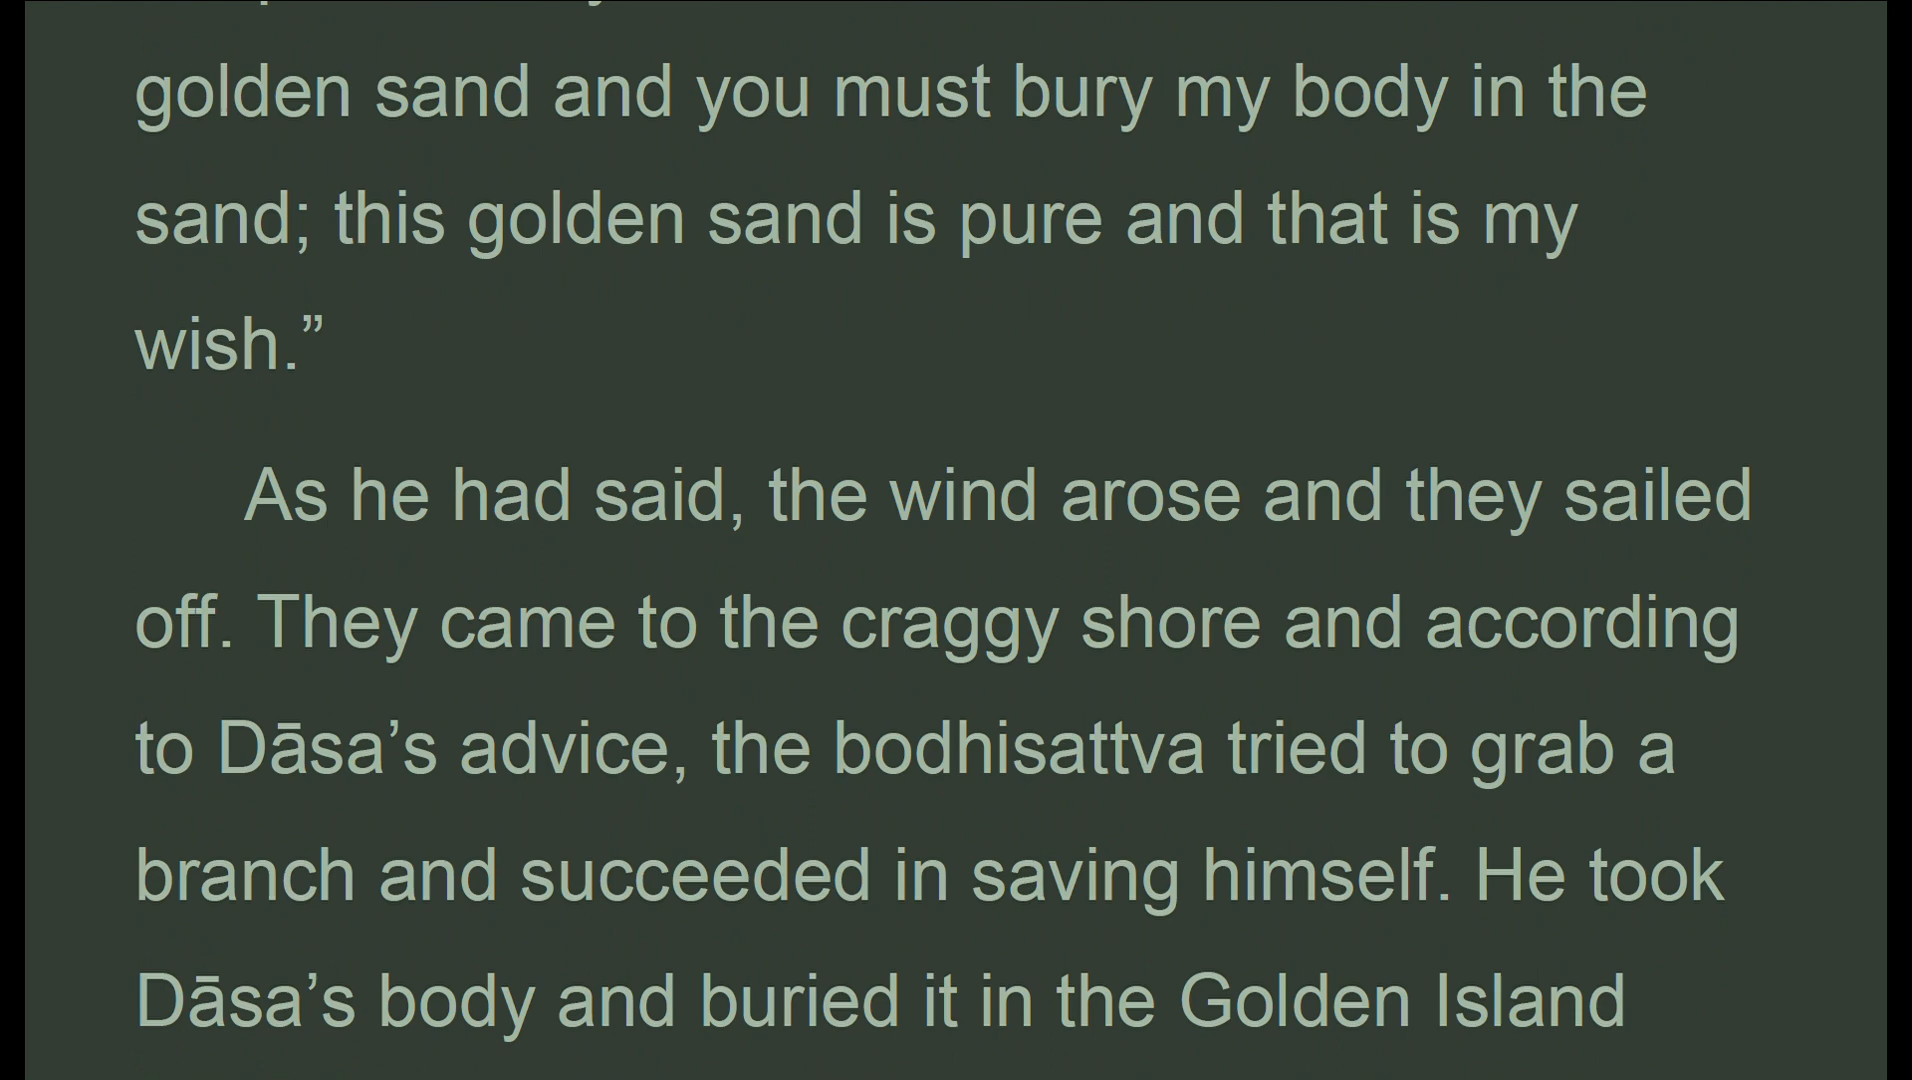 golden sand and you must bury my body in the
sand; this golden sand is pure and that is my
wish.”
As he had said, the wind arose and they sailed
off. They came to the craggy shore and according
to Dāsa’s advice, the bodhisattva tried to grab a
branch and succeeded in saving himself. He took
Dāsa’s body and buried it in the Golden Island